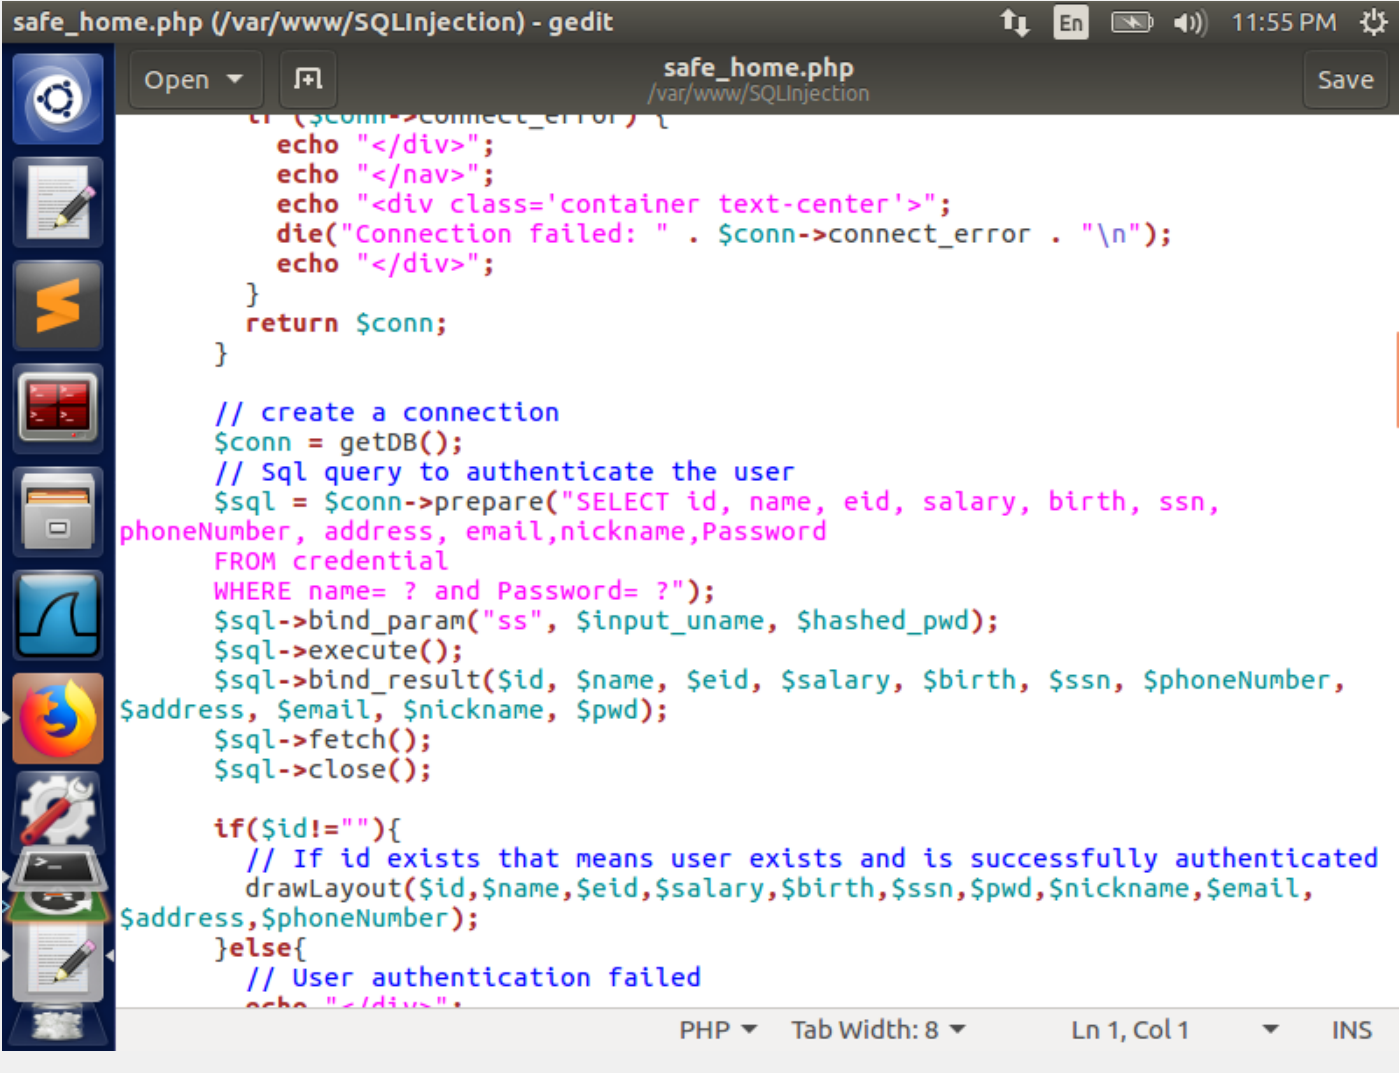 safe_home.php (/var/www/SQLInjection) - gedit
En
11:55 PM
Open
safe_home.php
/var/www/SQLInjection
Save
if ($conn->connect_error) {
echo "</div>";
echo "</nav>";
echo "<div class='container text-center'>";
die("Connection failed: " . $conn->connect_error . "\n");
echo "</div>";
}
return $conn;
}
// create a connection
$conn = getDB();
// Sql query to authenticate the user
$sql = $conn->prepare("SELECT id, name, eid, salary, birth, ssn,
phoneNumber, address, email,nickname,Password
FROM credential
WHERE name= ? and Password= ?");
$sql->bind_param("ss", $input_uname, $hashed_pwd);
$sql->execute();
$sql->bind_result($id, $name, $eid, $salary, $birth, $ssn, $phoneNumber,
$address, $email, $nickname, $pwd);
$sql->fetch();
$sql->close();
if($id!=""){
// If id exists that means user exists and is successfully authenticated
drawLayout($id,$name,$eid,$salary,$birth,$ssn,$pwd,$nickname,$email,
$address,$phoneNumber);
}else{
// User authentication failed
echo "</div>";
PHP
Tab Width: 8
Ln 1, Col 1
INS